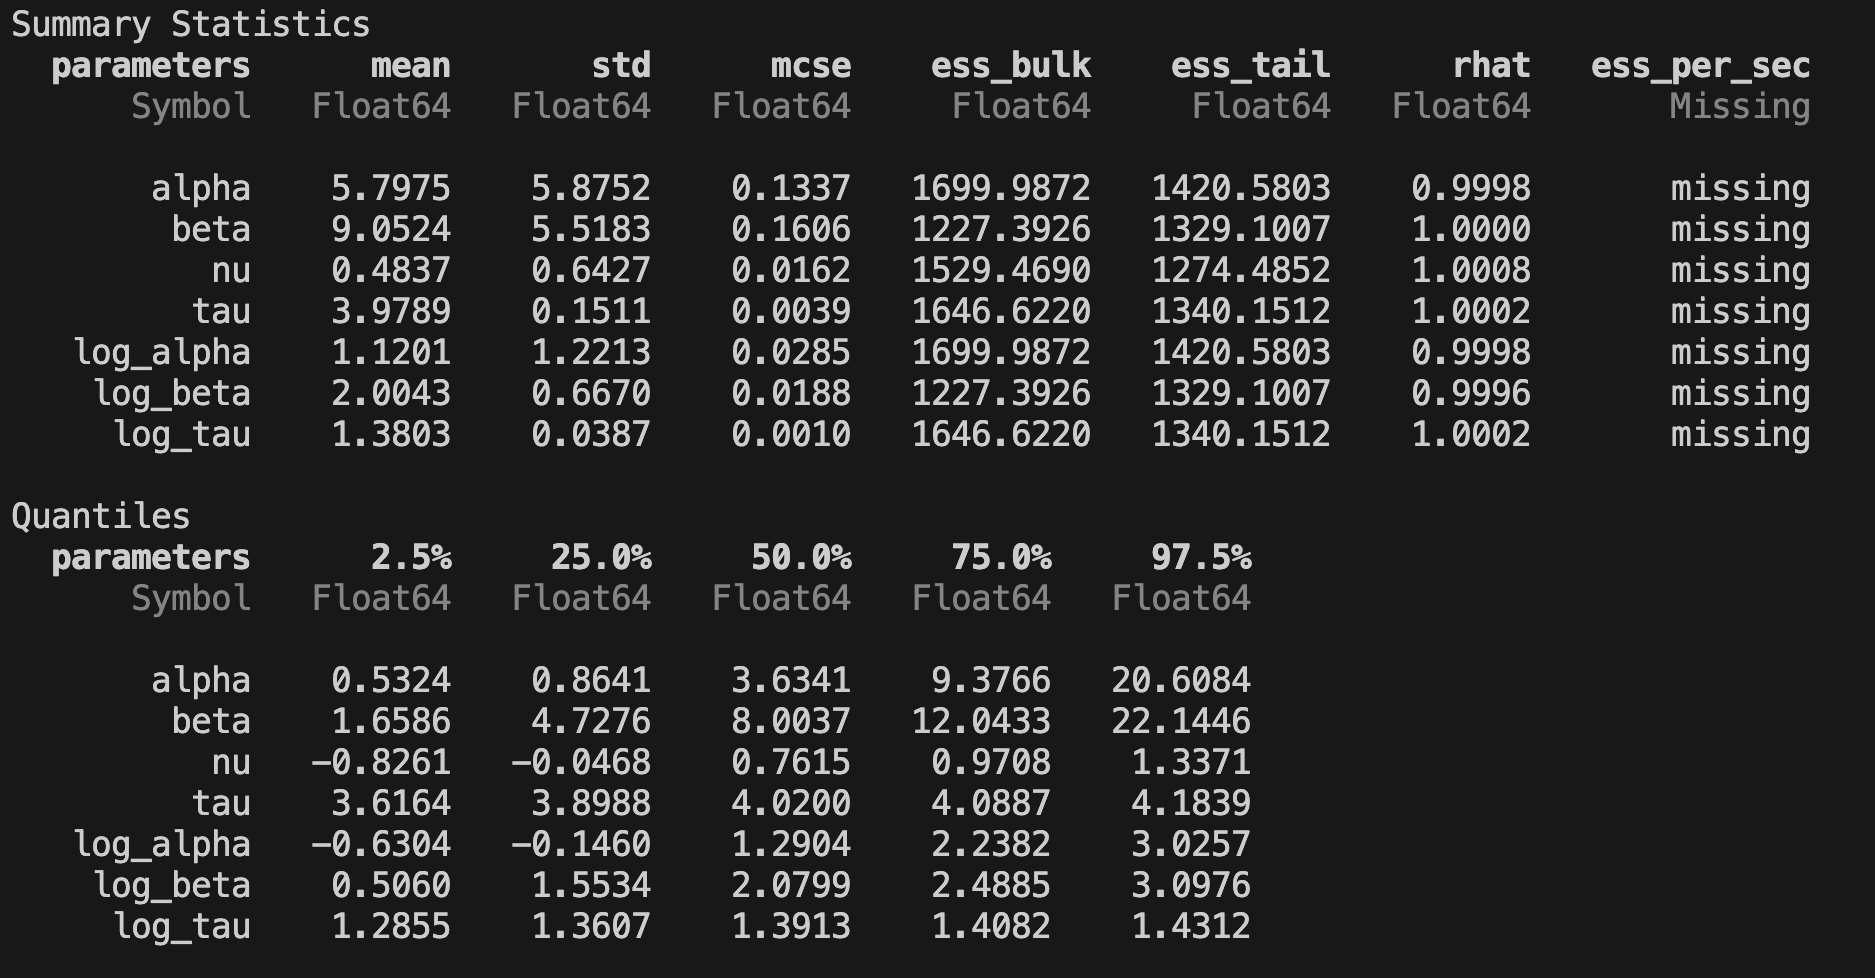 Summary Statistics
parameters mean std mcse ess_bulk ess_tail rhat ess_per_sec
Symbol Float64 Float64 Float64 Float64 Float64 Float64 Missing
alpha 5.7975 5.8752 0.1337 1699.9872 1420.5803 0.9998 missing
beta 9.0524 5.5183 0.1606 1227.3926 1329.1007 1.0000 missing
nu 0.4837 0.6427 0.0162 1529.4690 1274.4852 1.0008 missing
tau 3.9789 0.1511 0.0039 1646.6220 1340.1512 1.0002 missing
log_alpha 1.1201 1.2213 0.0285 1699.9872 1420.5803 0.9998 missing
log_beta 2.0043 0.6670 0.0188 1227.3926 1329.1007 0.9996 missing
log_tau 1.3803 0.0387 0.0010 1646.6220 1340.1512 1.0002 missing
Quantiles
parameters 2.5% 25.0% 50.0% 75.0% 97.5%
Symbol Float64 Float64 Float64 Float64 Float64
alpha 0.5324 0.8641 3.6341 9.3766 20.6084
beta 1.6586 4.7276 8.0037 12.0433 22.1446
nu −0.8261 −0.0468 0.7615 0.9708 1.3371
tau 3.6164 3.8988 4.0200 4.0887 4.1839
log_alpha −0.6304 −0.1460 1.2904 2.2382 3.0257
log_beta 0.5060 1.5534 2.0799 2.4885 3.0976
log_tau 1.2855 1.3607 1.3913 1.4082 1.4312